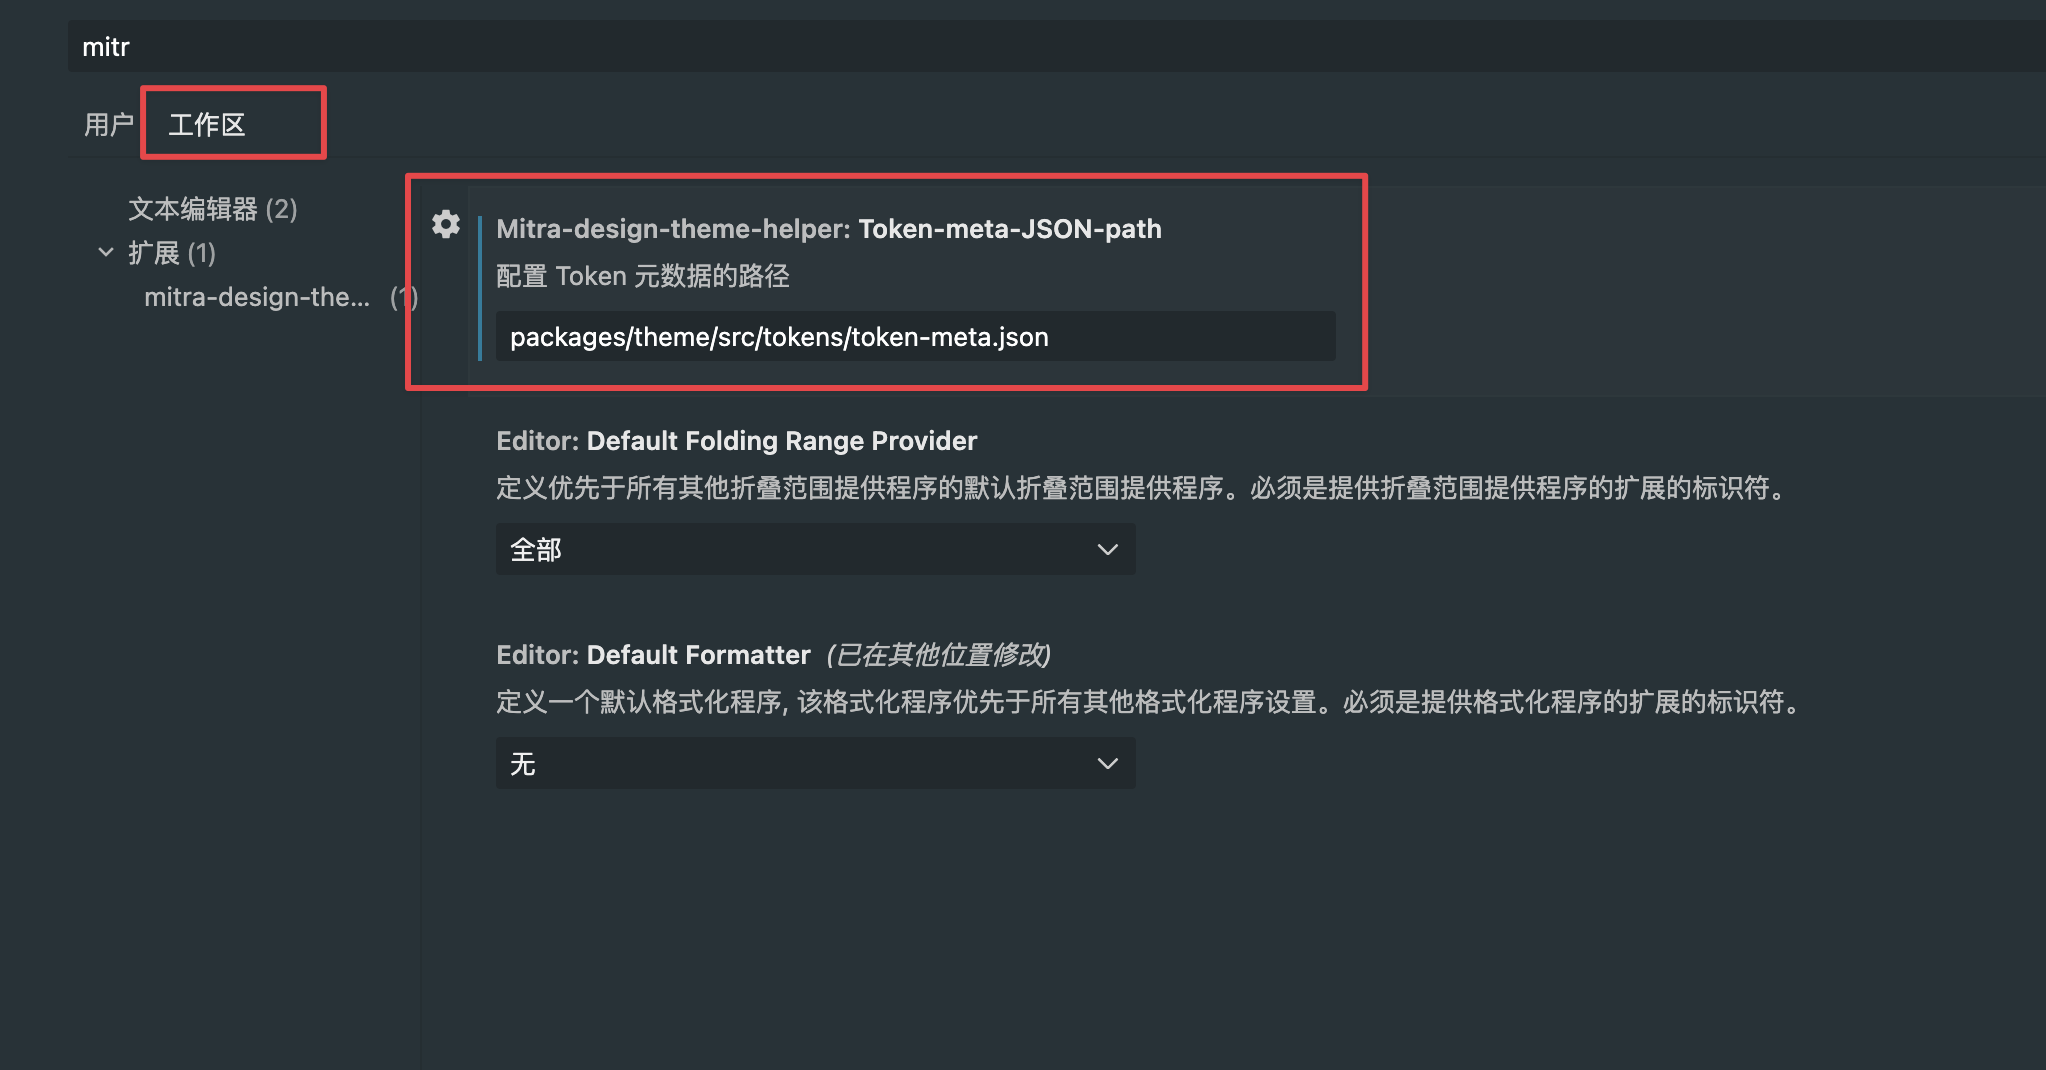 mitr
用户
工作区
文本编辑器 (2)
扩展 (1)
mitra-design-the... (1)
Mitra-design-theme-helper: Token-meta-JSON-path
配置 Token 元数据的路径
packages/theme/src/tokens/token-meta.json
Editor: Default Folding Range Provider
定义优先于所有其他折叠范围提供程序的默认折叠范围提供程序。必须是提供折叠范围提供程序的扩展的标识符。
全部
Editor: Default Formatter (已在其他位置修改)
定义一个默认格式化程序, 该格式化程序优先于所有其他格式化程序设置。必须是提供格式化程序的扩展的标识符。
无